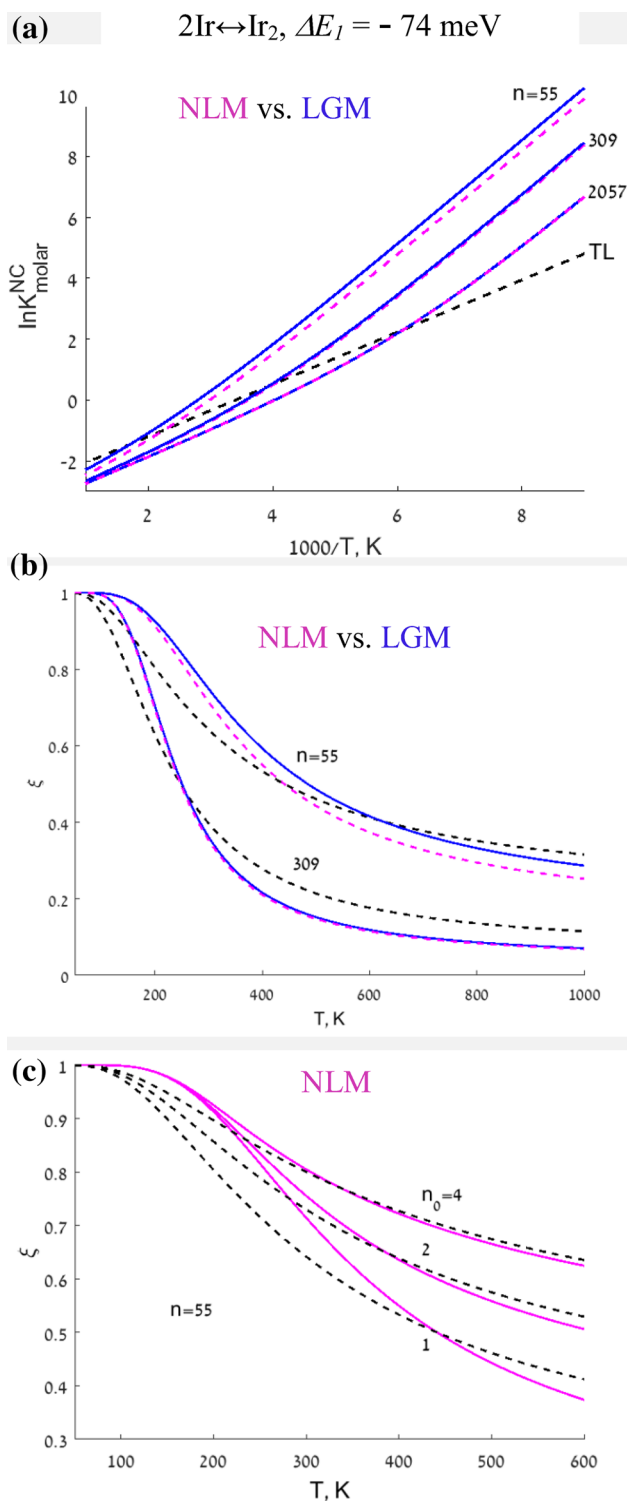 (a)
2Ir↔Ir₂, ΔE₁ = - 74 meV
NLM vs. LGM
n=55
309
2057
TL
10
8
6
4
2
0
-2
lnK^NC_molar
2 4 6 8
1000/T, K
(b)
NLM vs. LGM
n=55
309
1
0.8
0.6
0.4
0.2
0
ξ
200 400 600 800 1000
T, K
(c)
NLM
n₀=4
2
1
n=55
1
0.9
0.8
0.7
0.6
0.5
0.4
0.3
ξ
100 200 300 400 500 600
T, K